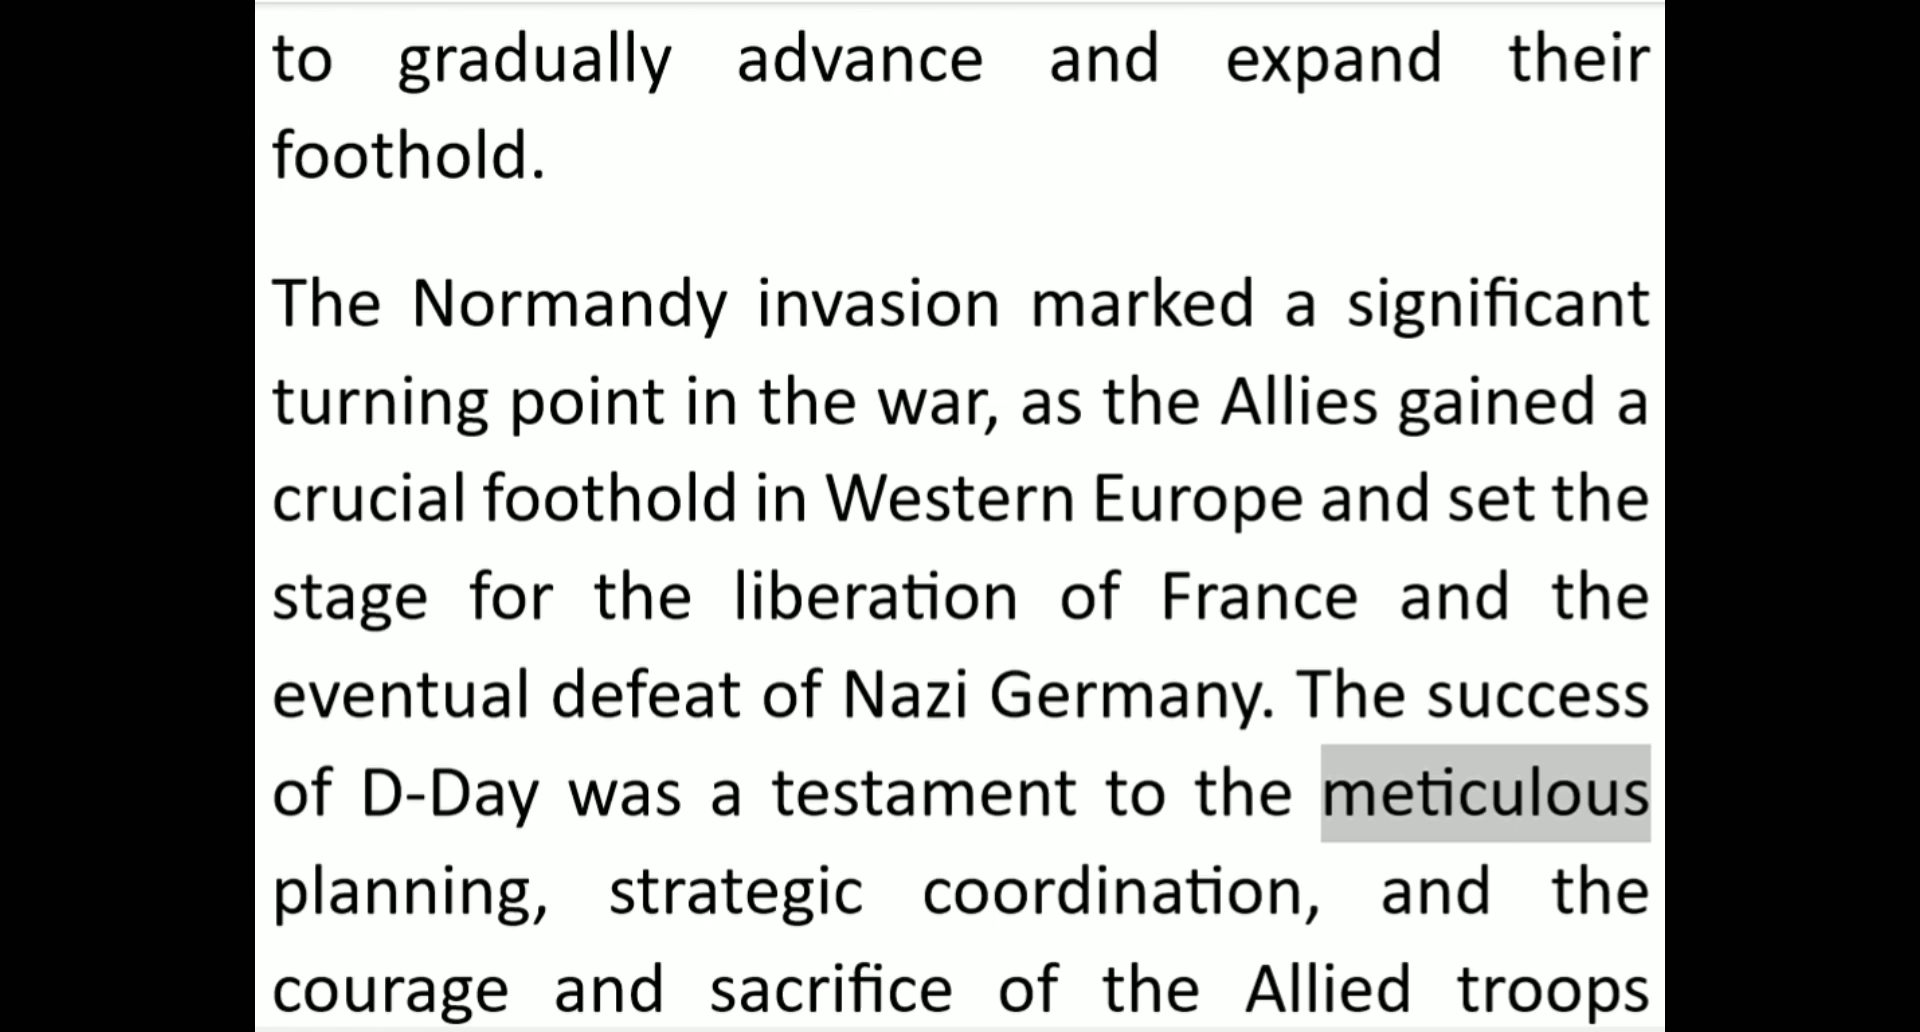 to gradually advance and expand their
foothold.
The Normandy invasion marked a significant
turning point in the war, as the Allies gained a
crucial foothold in Western Europe and set the
stage for the liberation of France and the
eventual defeat of Nazi Germany. The success
of D-Day was a testament to the meticulous
planning, strategic coordination, and the
courage and sacrifice of the Allied troops